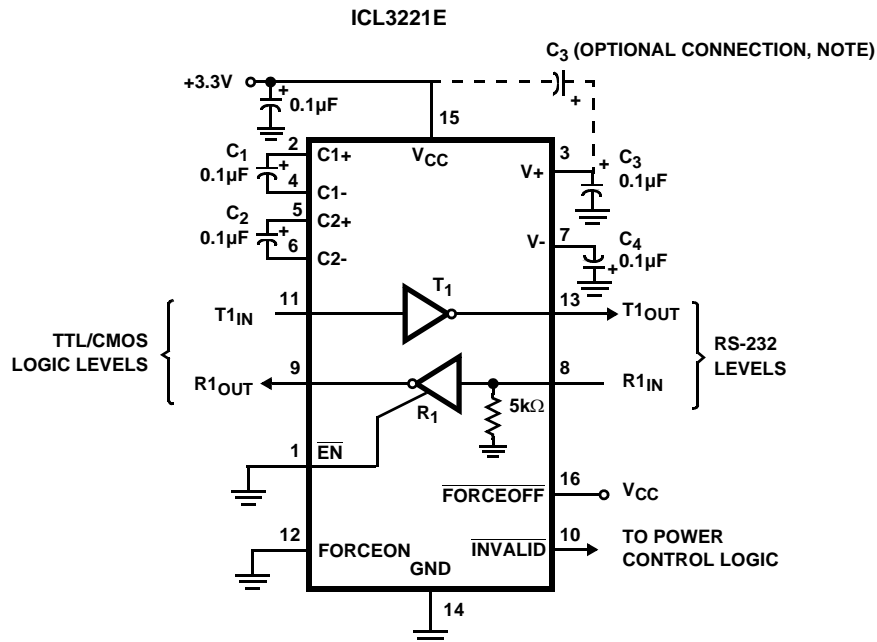 ICL3221E
C3 (OPTIONAL CONNECTION, NOTE)
+3.3V
+
0.1µF
+
15
VCC
C1
0.1µF
2
+
4
C1+
C1-
C2
0.1µF
5
+
6
C2+
C2-
3
V+
+
C3
0.1µF
7
V-
C4
0.1µF
+
TTL/CMOS
LOGIC LEVELS
T1IN
11
T1
13
T1OUT
R1OUT
9
R1
5kΩ
8
R1IN
RS-232
LEVELS
1
EN
16
FORCEOFF
VCC
12
FORCEON
10
INVALID
TO POWER
CONTROL LOGIC
GND
14